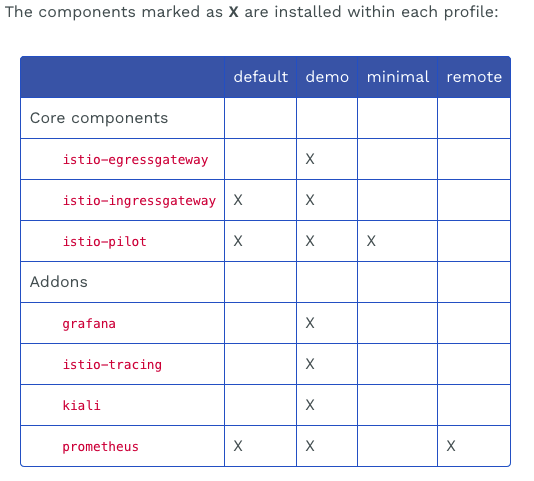 The components marked as X are installed within each profile:
default demo minimal remote
Core components
istio-egressgateway X
istio-ingressgateway X X
istio-pilot X X X
Addons
grafana X
istio-tracing X
kiali X
prometheus X X X